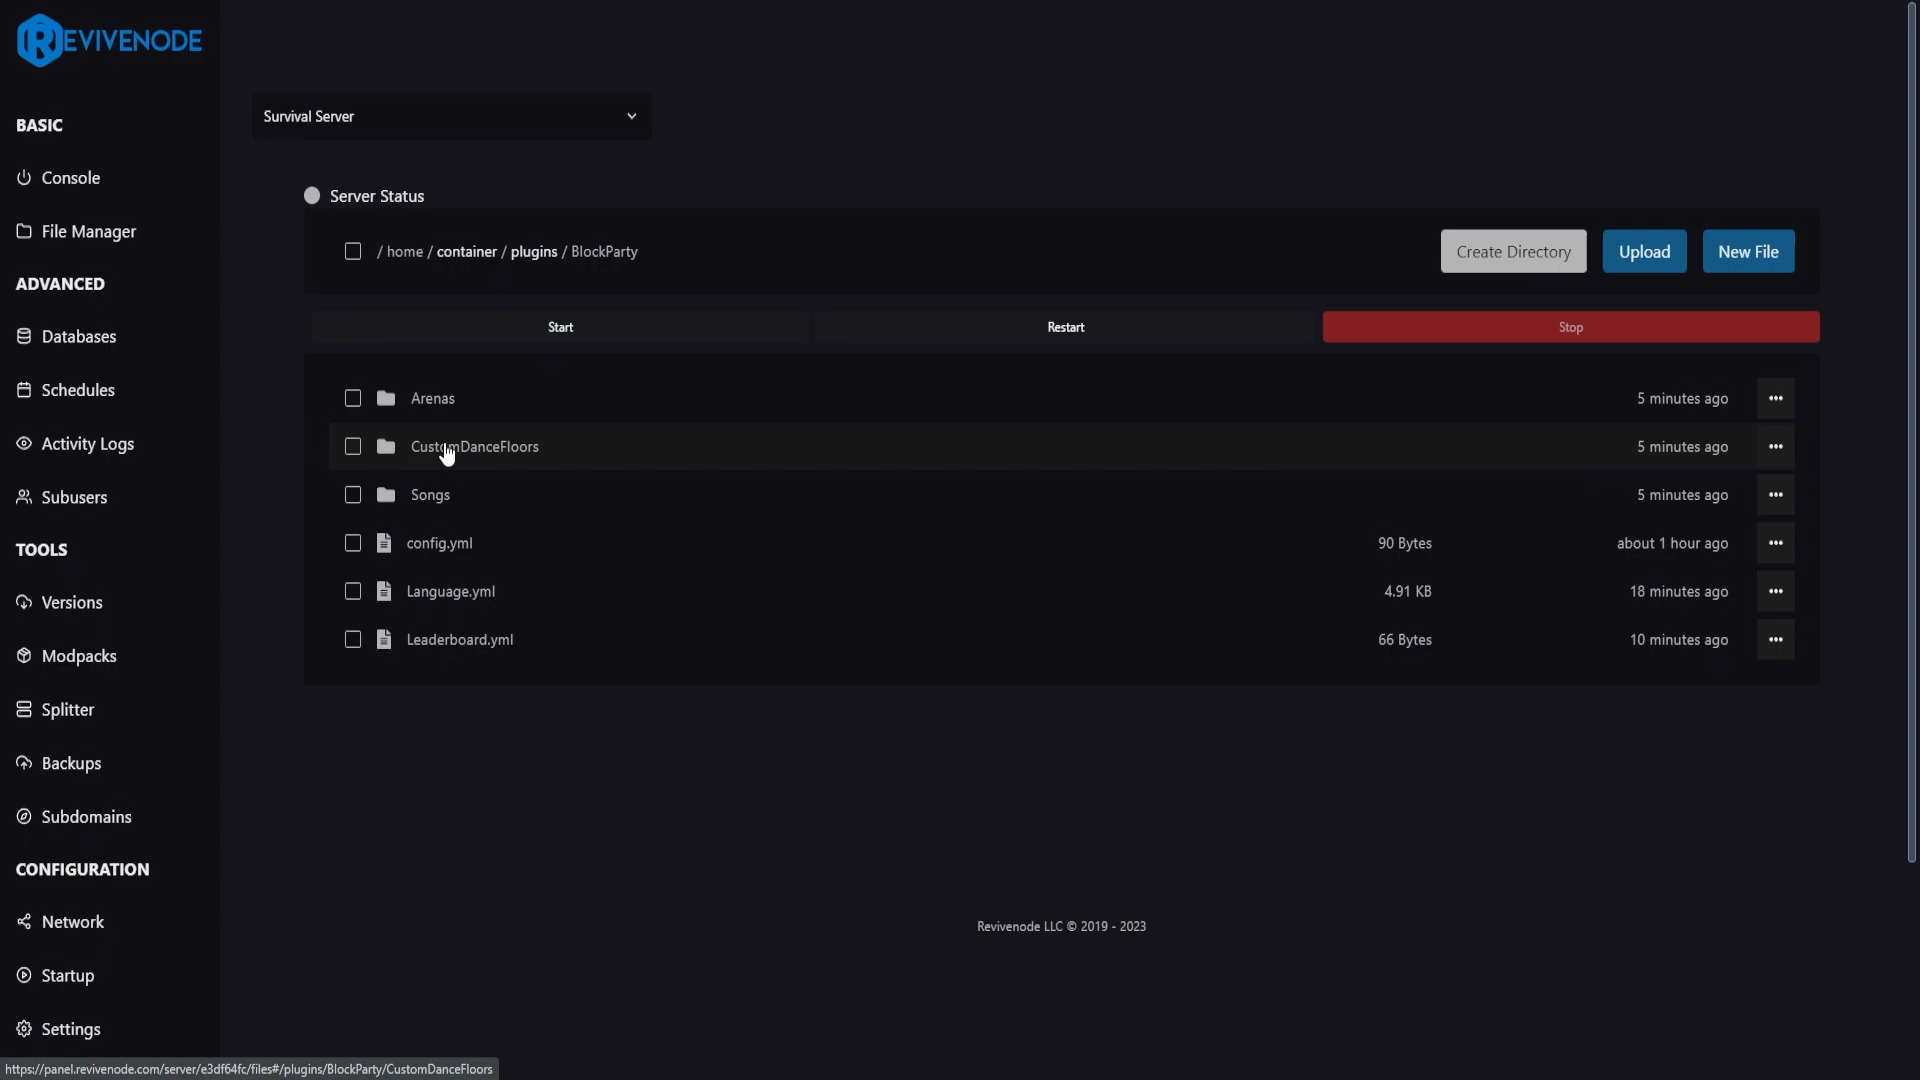 REVIVENODE
BASIC
Console
File Manager
ADVANCED
Databases
Schedules
Activity Logs
Subusers
TOOLS
Versions
Modpacks
Splitter
Backups
Subdomains
CONFIGURATION
Network
Startup
Settings
Survival Server
Server Status
/ home / container / plugins / BlockParty
Create Directory
Upload
New File
Start
Restart
Stop
Arenas 5 minutes ago
CustomDanceFloors 5 minutes ago
Songs 5 minutes ago
config.yml 90 Bytes about 1 hour ago
Language.yml 4.91 KB 18 minutes ago
Leaderboard.yml 66 Bytes 10 minutes ago
Revivenode LLC © 2019 - 2023
https://panel.revivenode.com/server/e3df64fc/files#/plugins/BlockParty/CustomDanceFloors